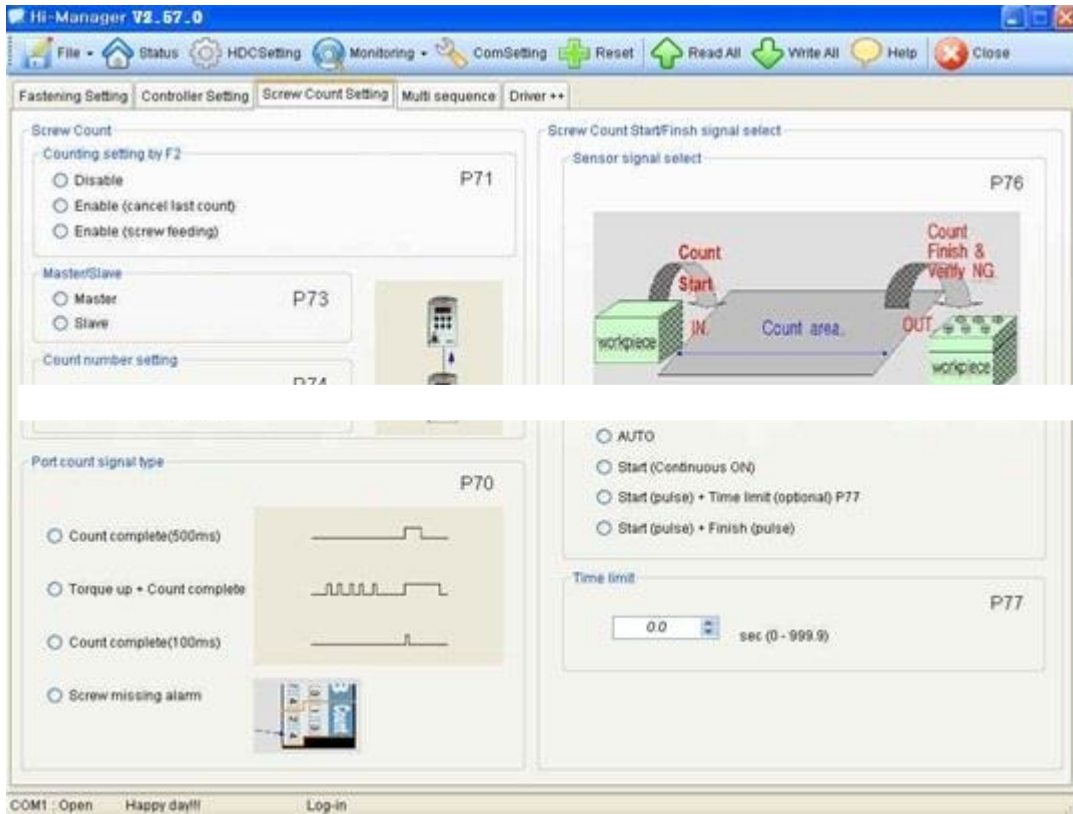 Hi-Manager V2.57.0
File Status HDCSetting Monitoring ComSetting Reset Read All Write All Help Close
Fastening Setting Controller Setting Screw Count Setting Multi sequence Driver ++
Screw Count
Counting setting by F2
P71
Disable
Enable (cancel last count)
Enable (screw feeding)
Master/Slave
P73
Master
Slave
Count number setting
P74
Port count signal type
P70
Count complete(500ms)
Torque up + Count complete
Count complete(100ms)
Screw missing alarm
Count
Screw Count Start/Finsh signal select
Sensor signal select
P76
Count
Start
Count
Finish &
Verify NG.
workpiece
IN.
Count area.
OUT
workpiece
AUTO
Start (Continuous ON)
Start (pulse) + Time limit (optional) P77
Start (pulse) + Finish (pulse)
Time limit
P77
0.0 sec (0 - 999.9)
COM1 : Open Happy day!!! Log-in